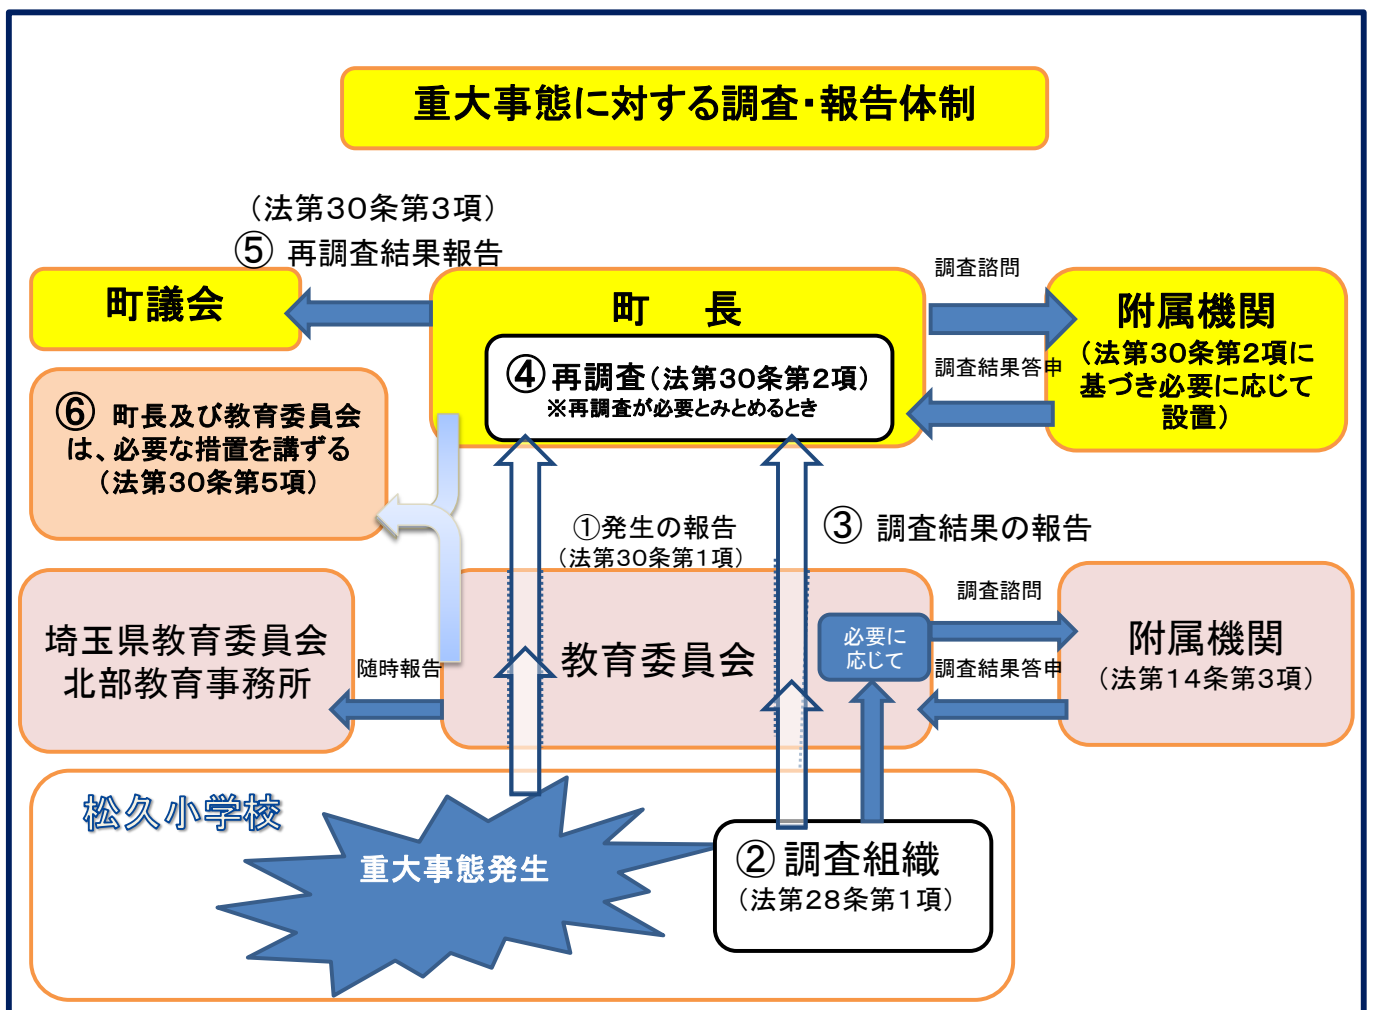 重大事態に対する調査・報告体制
（法第30条第3項）
⑤ 再調査結果報告
町議会
町　長
調査諮問
附属機関
（法第30条第2項に
基づき必要に応じて
設置）
④再調査（法第30条第2項）
※再調査が必要とみとめるとき
調査結果答申
⑥ 町長及び教育委員会
は、必要な措置を講ずる
（法第30条第5項）
①発生の報告
（法第30条第1項）
③ 調査結果の報告
埼玉県教育委員会
北部教育事務所
随時報告
教育委員会
必要に
応じて
調査諮問
調査結果答申
附属機関
（法第14条第3項）
松久小学校
重大事態発生
②調査組織
（法第28条第1項）